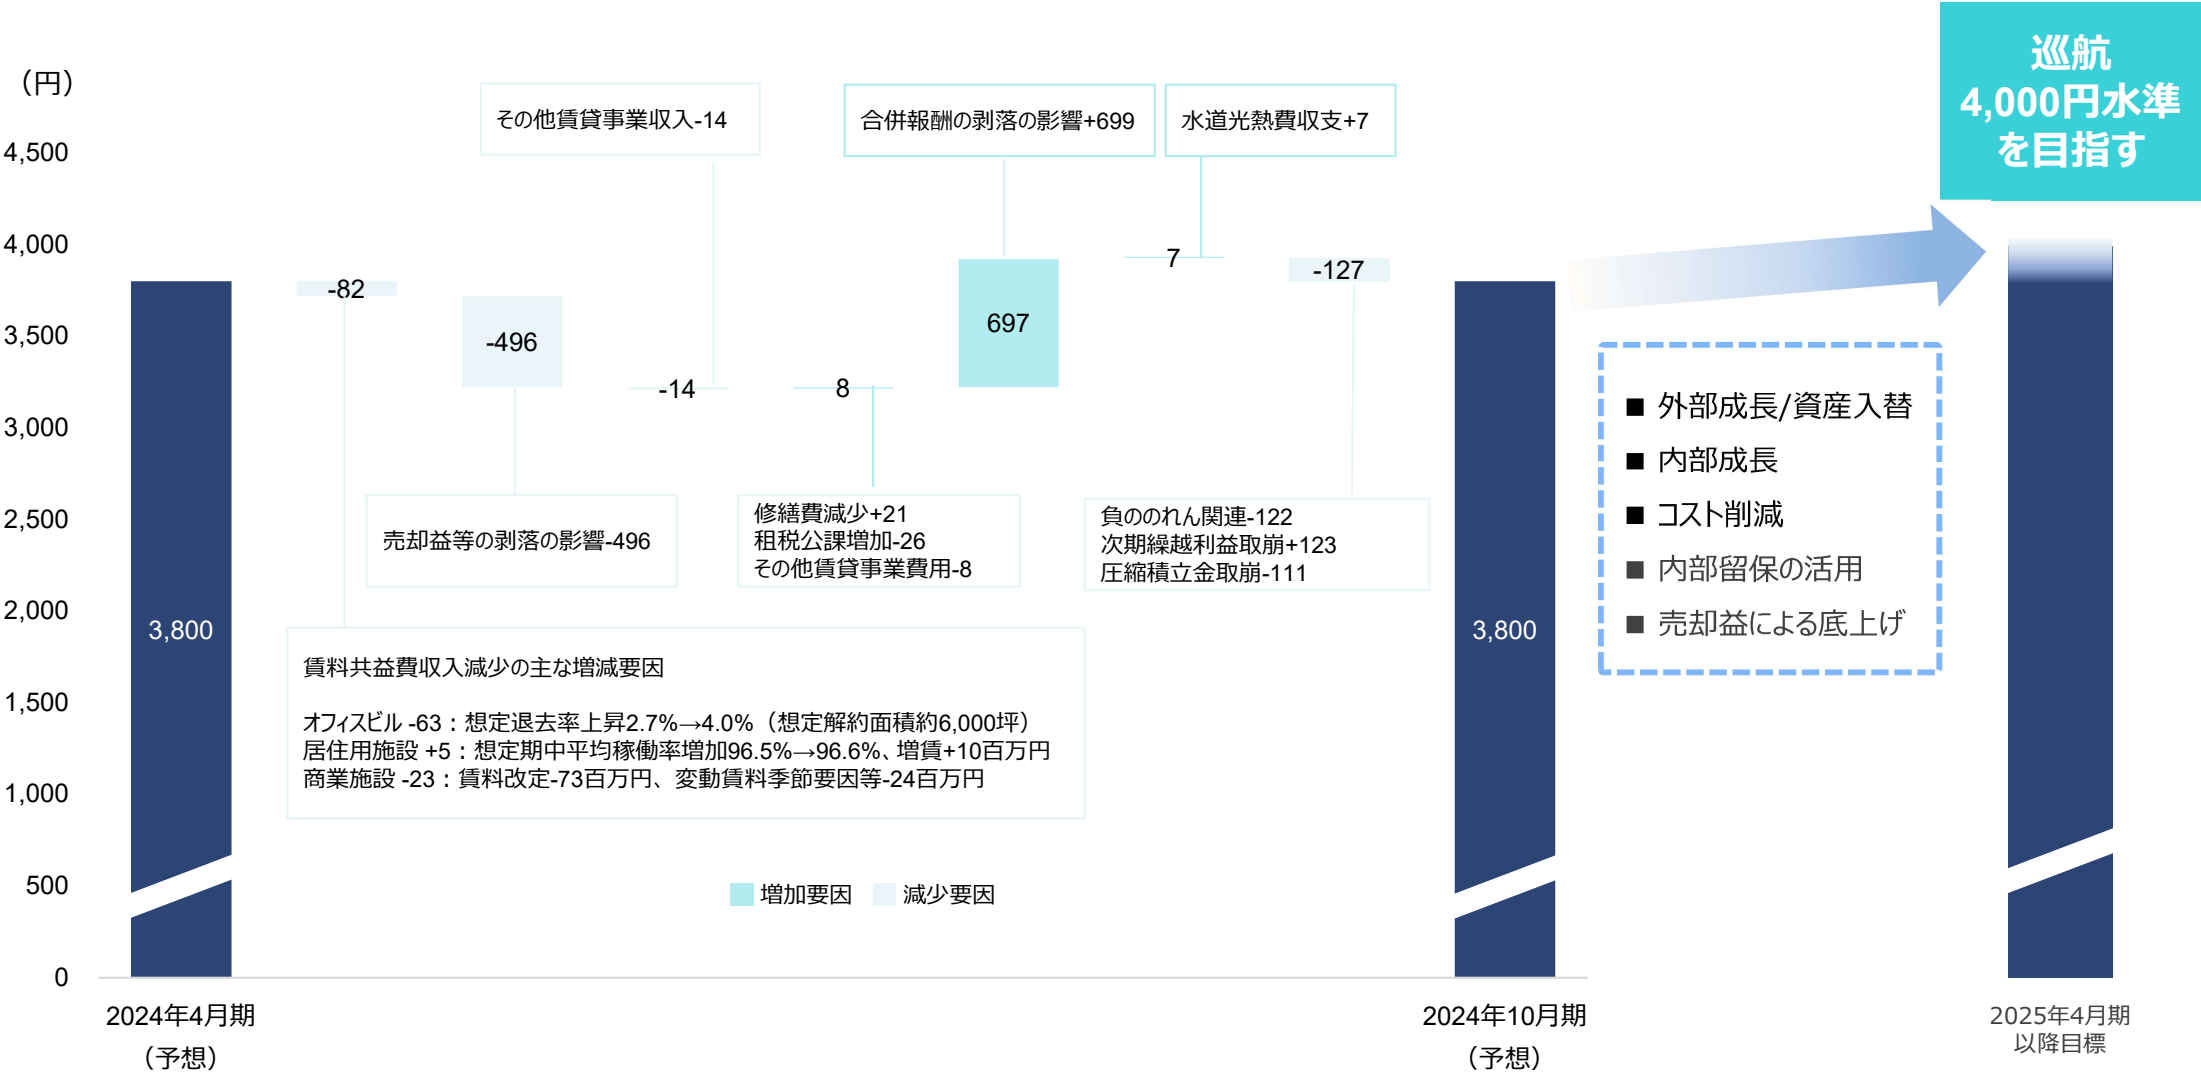 （円）
4,500
4,000
3,500
3,000
2,500
2,000
1,500
1,000
500
0
その他賃貸事業収入-14
合併報酬の剥落の影響+699
水道光熱費収支+7
巡航
4,000円水準
を目指す
3,800
-82
-496
-14
8
697
7
-127
3,800
売却益等の剥落の影響-496
修繕費減少+21
租税公課増加-26
その他賃貸事業費用-8
負ののれん関連-122
次期繰越利益取崩+123
圧縮積立金取崩-111
賃料共益費収入減少の主な増減要因
オフィスビル -63：想定退去率上昇2.7%→4.0%（想定解約面積約6,000坪）
居住用施設 +5：想定期中平均稼働率増加96.5%→96.6%、増賃+10百万円
商業施設 -23：賃料改定-73百万円、変動賃料季節要因等-24百万円
■ 外部成長/資産入替
■ 内部成長
■ コスト削減
■ 内部留保の活用
■ 売却益による底上げ
増加要因 減少要因
2024年4月期
（予想）
2024年10月期
（予想）
2025年4月期
以降目標